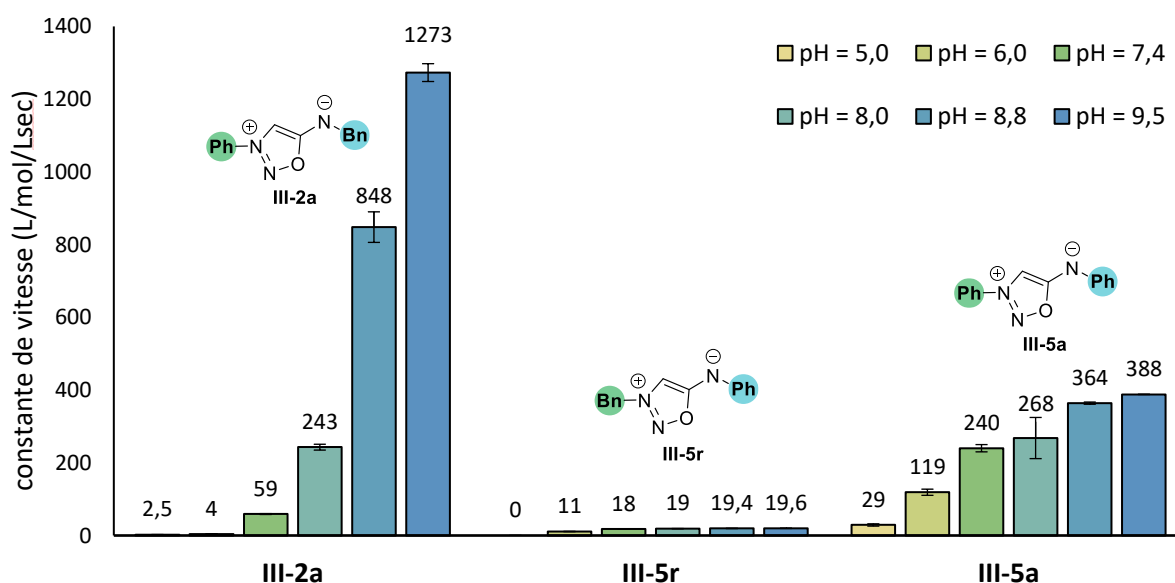 constante de vitesse (L/mol/Lsec)
1400
1200
1000
800
600
400
200
0
pH = 5,0 pH = 6,0 pH = 7,4
pH = 8,0 pH = 8,8 pH = 9,5
2,5 4 59 243 848 1273
0 11 18 19 19,4 19,6
29 119 240 268 364 388
Ph N ⊕ N O N ⊖ Bn
III-2a
Bn N ⊕ N O N ⊖ Ph
III-5r
Ph N ⊕ N O N ⊖ Ph
III-5a
III-2a III-5r III-5a